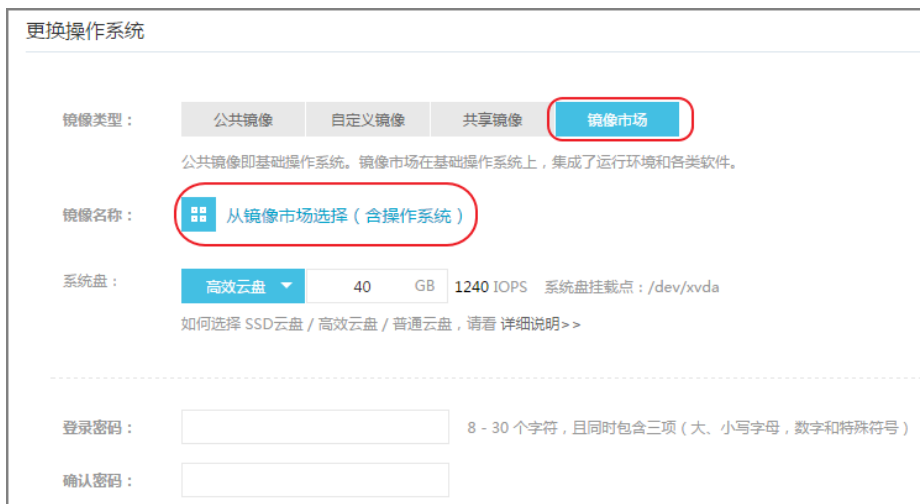 更换操作系统
镜像类型： 公共镜像 自定义镜像 共享镜像 镜像市场
公共镜像即基础操作系统。镜像市场在基础操作系统上，集成了运行环境和各类软件。
镜像名称： 从镜像市场选择（含操作系统）
系统盘： 高效云盘 40 GB 1240 IOPS 系统盘挂载点：/dev/xvda
如何选择 SSD云盘 / 高效云盘 / 普通云盘，请看 详细说明>>
登录密码： 8 - 30 个字符，且同时包含三项（大、小写字母，数字和特殊符号）
确认密码：